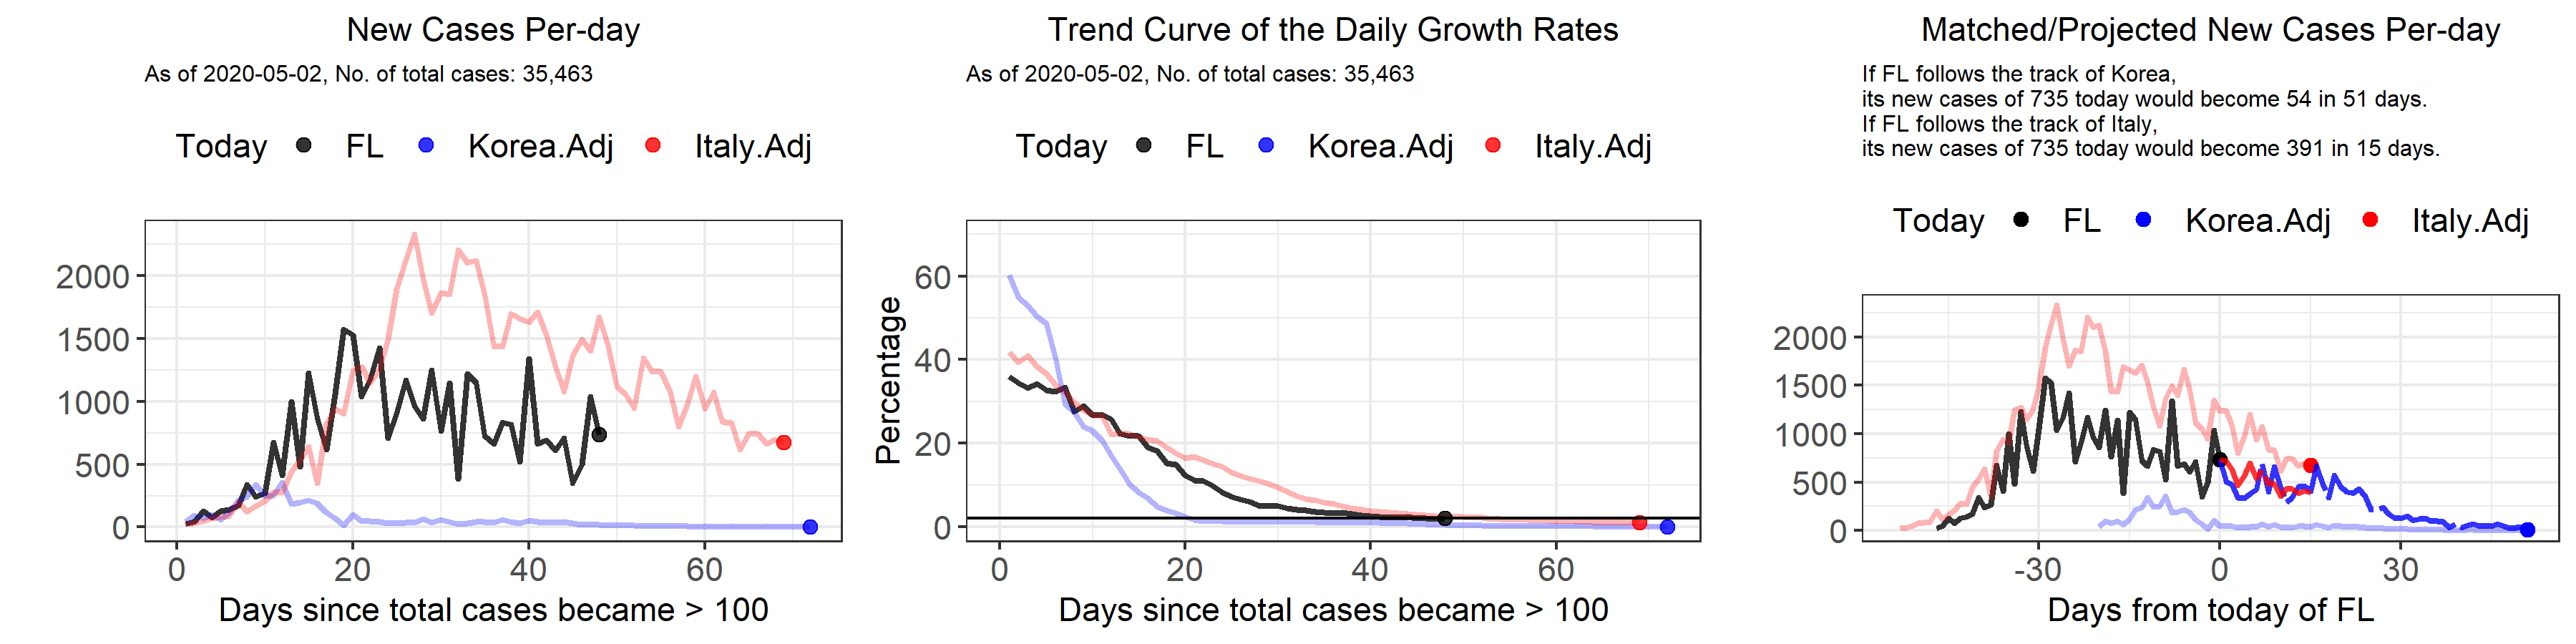 New Cases Per-day
As of 2020-05-02, No. of total cases: 35,463
Today FL Korea.Adj Italy.Adj
2000
1500
1000
500
0
0 20 40 60
Days since total cases became > 100
Trend Curve of the Daily Growth Rates
As of 2020-05-02, No. of total cases: 35,463
Today FL Korea.Adj Italy.Adj
Percentage
60
40
20
0
0 20 40 60
Days since total cases became > 100
Matched/Projected New Cases Per-day
If FL follows the track of Korea,
its new cases of 735 today would become 54 in 51 days.
If FL follows the track of Italy,
its new cases of 735 today would become 391 in 15 days.
Today FL Korea.Adj Italy.Adj
2000
1500
1000
500
0
-30 0 30
Days from today of FL